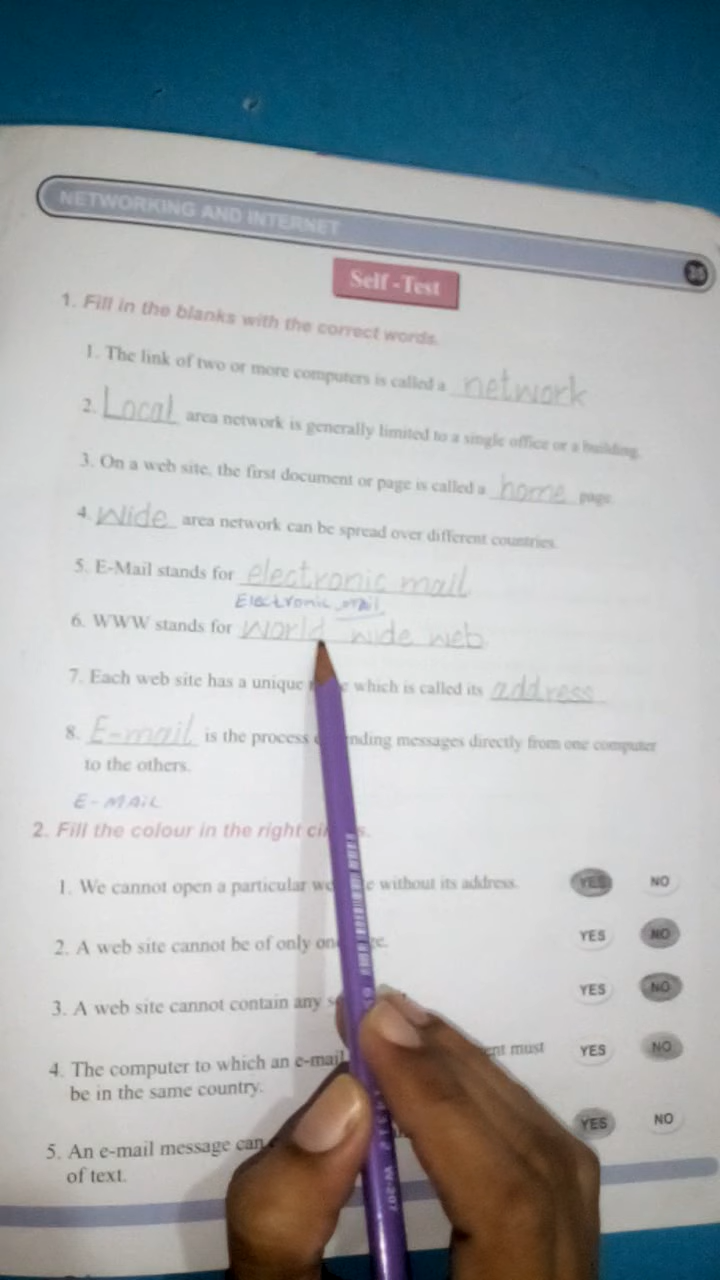 NETWORKING AND INTERNET
Self-Test
1. Fill in the blanks with the correct words.
1. The link of two or more computers is called a network
2. Local area network is generally limited to a single office or a building.
3. On a web site, the first document or page is called a home page
4. Wide area network can be spread over different countries.
5. E-Mail stands for electronic mail
Electronic mail
6. WWW stands for world wide web
7. Each web site has a unique which is called its address
8. E-mail is the process messages directly from one computer
to the others.
E-MAIL
2. Fill the colour in the right
1. We cannot open a particular without its address. YES NO
2. A web site cannot be of only YES NO
3. A web site cannot contain any YES NO
4. The computer to which an e-mail must YES NO
be in the same country.
5. An e-mail message can YES NO
of text.